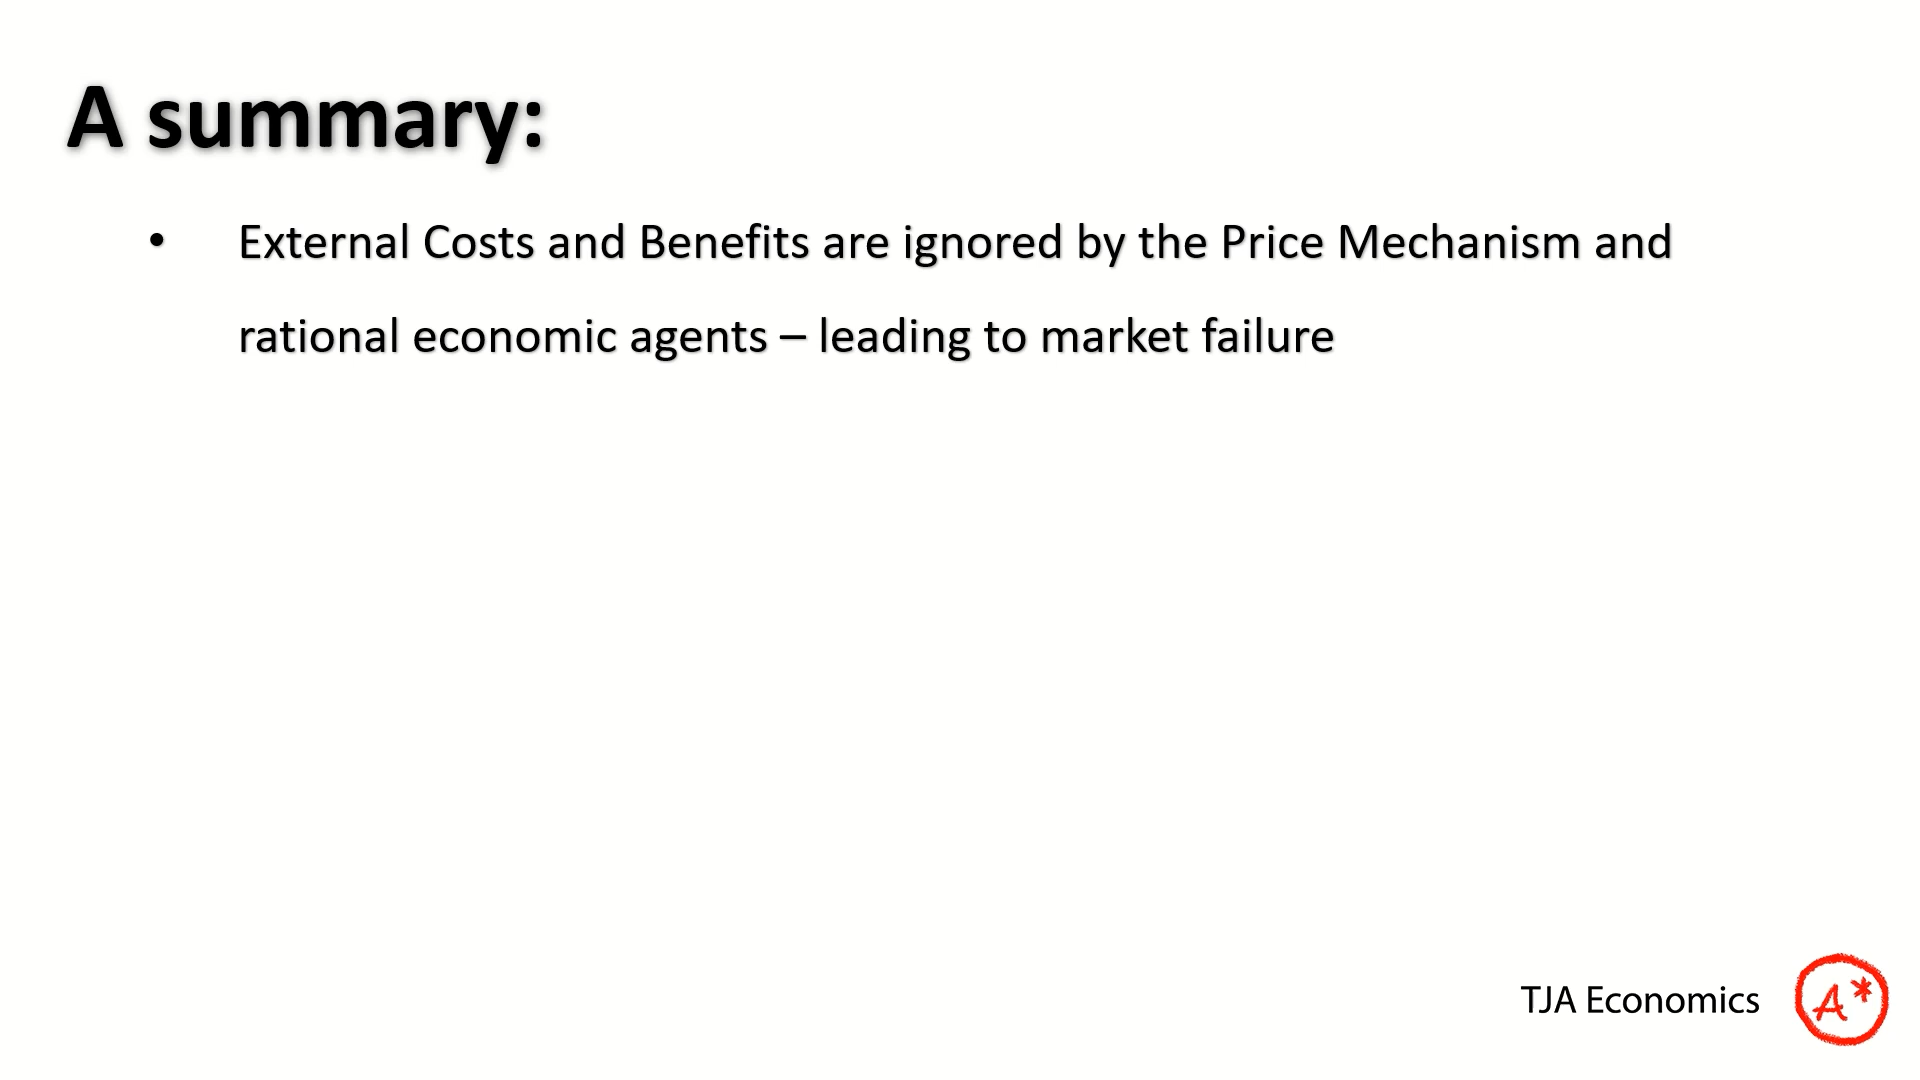 A summary:
• External Costs and Benefits are ignored by the Price Mechanism and
rational economic agents – leading to market failure
TJA Economics
A*